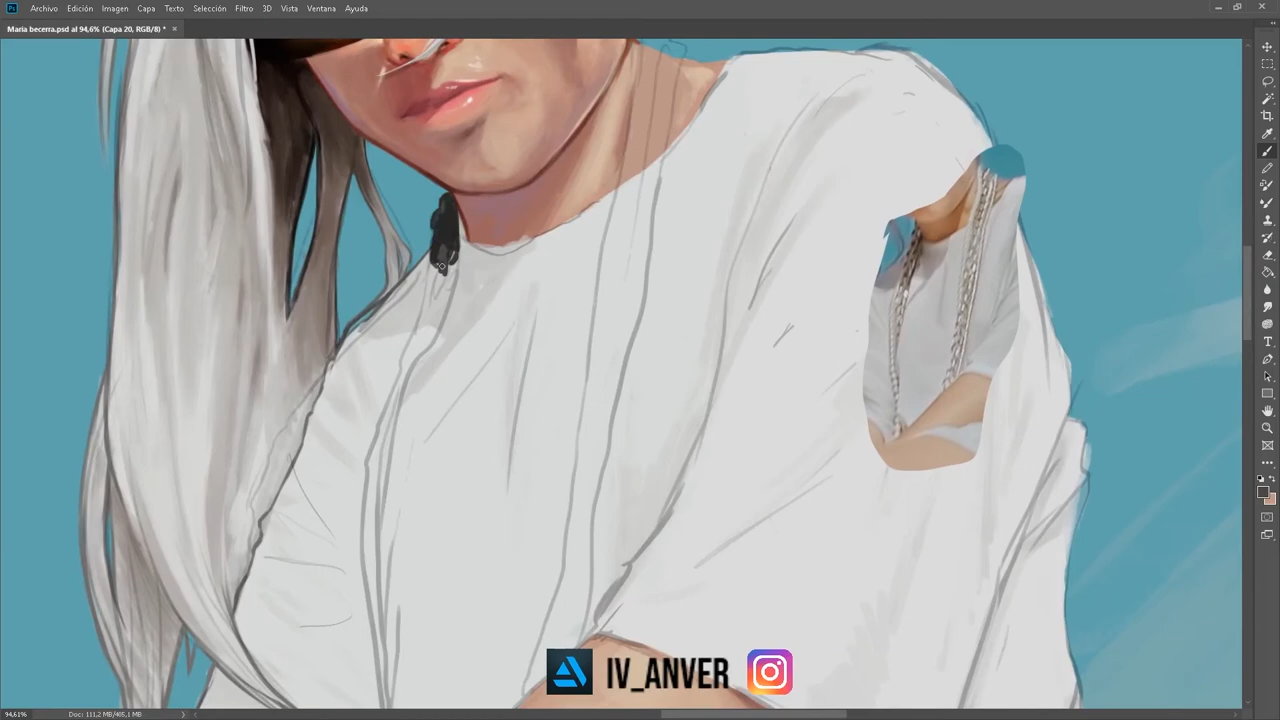 Ps Archivo Edición Imagen Capa Texto Selección Filtro 3D Vista Ventana Ayuda
Maria becerra.psd al 94,6% (Capa 20, RGB/8) *
IV_ANVER
94,61% Doc: 111,2 MB/405,1 MB